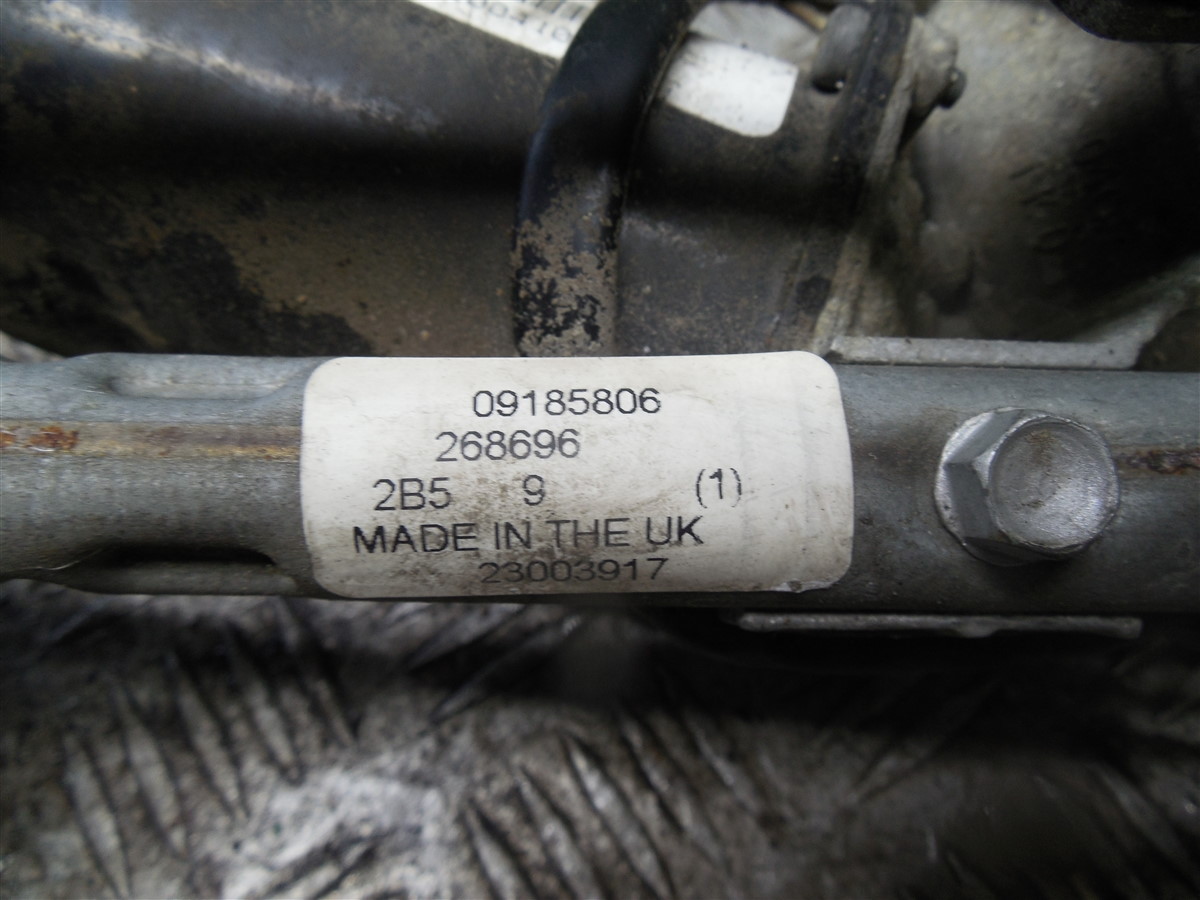 09185806
268696
2B5 9 (1)
MADE IN THE UK
23003917